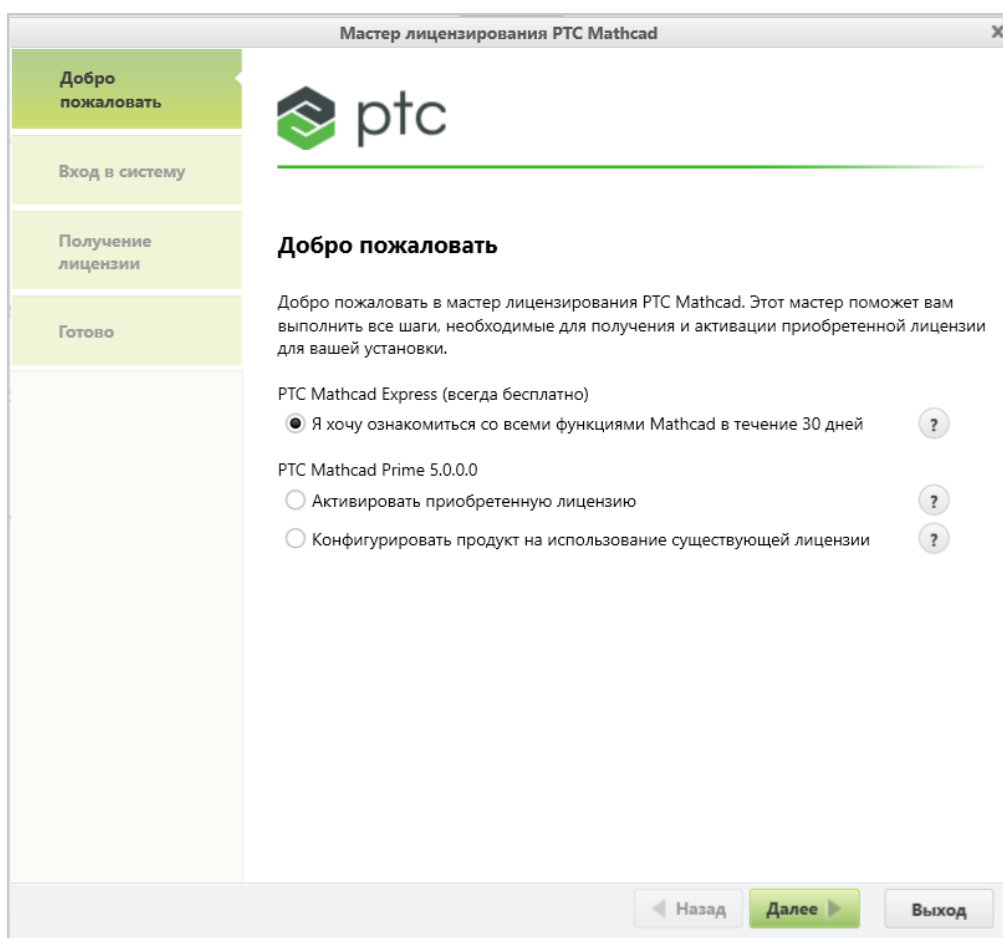 Мастер лицензирования PTC Mathcad
Добро
пожаловать
ptc
Вход в систему
Получение
лицензии
Готово
Добро пожаловать
Добро пожаловать в мастер лицензирования PTC Mathcad. Этот мастер поможет вам
выполнить все шаги, необходимые для получения и активации приобретенной лицензии
для вашей установки.
PTC Mathcad Express (всегда бесплатно)
Я хочу ознакомиться со всеми функциями Mathcad в течение 30 дней ?
PTC Mathcad Prime 5.0.0.0
Активировать приобретенную лицензию ?
Конфигурировать продукт на использование существующей лицензии ?
Назад Далее Выход